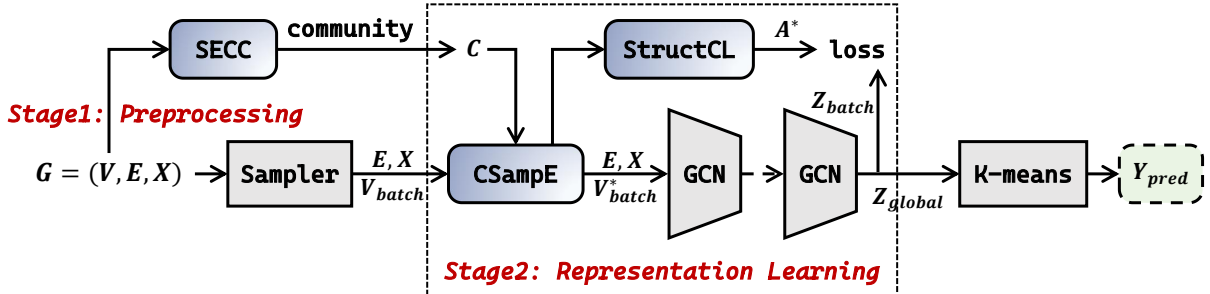 SECC
community
C
StructCL
A*
loss
Stage1: Preprocessing
Z_batch
G = (V, E, X)
Sampler
E, X
V_batch
CSampE
E, X
V*_batch
GCN
GCN
Z_global
K-means
Y_pred
Stage2: Representation Learning